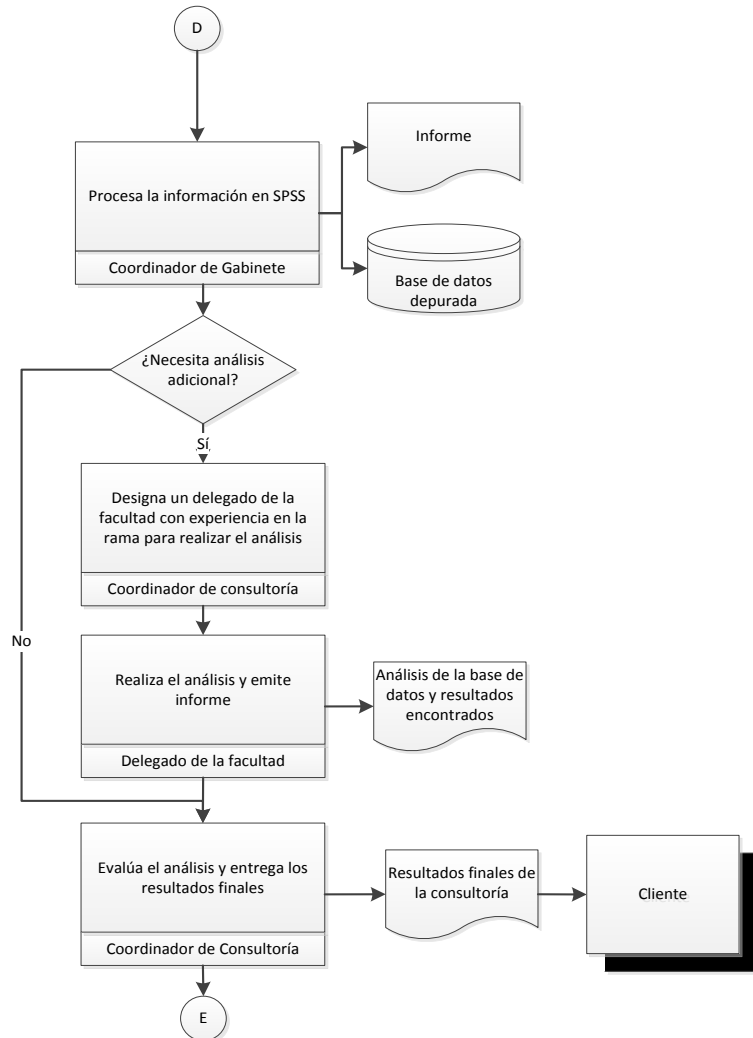 D
Informe
Procesa la información en SPSS
Coordinador de Gabinete
Base de datos
depurada
¿Necesita análisis
adicional?
Sí
Designa un delegado de la
facultad con experiencia en la
rama para realizar el análisis
Coordinador de consultoría
No
Realiza el análisis y emite
informe
Delegado de la facultad
Análisis de la base de
datos y resultados
encontrados
Evalúa el análisis y entrega los
resultados finales
Coordinador de Consultoría
Resultados finales de
la consultoría
Cliente
E